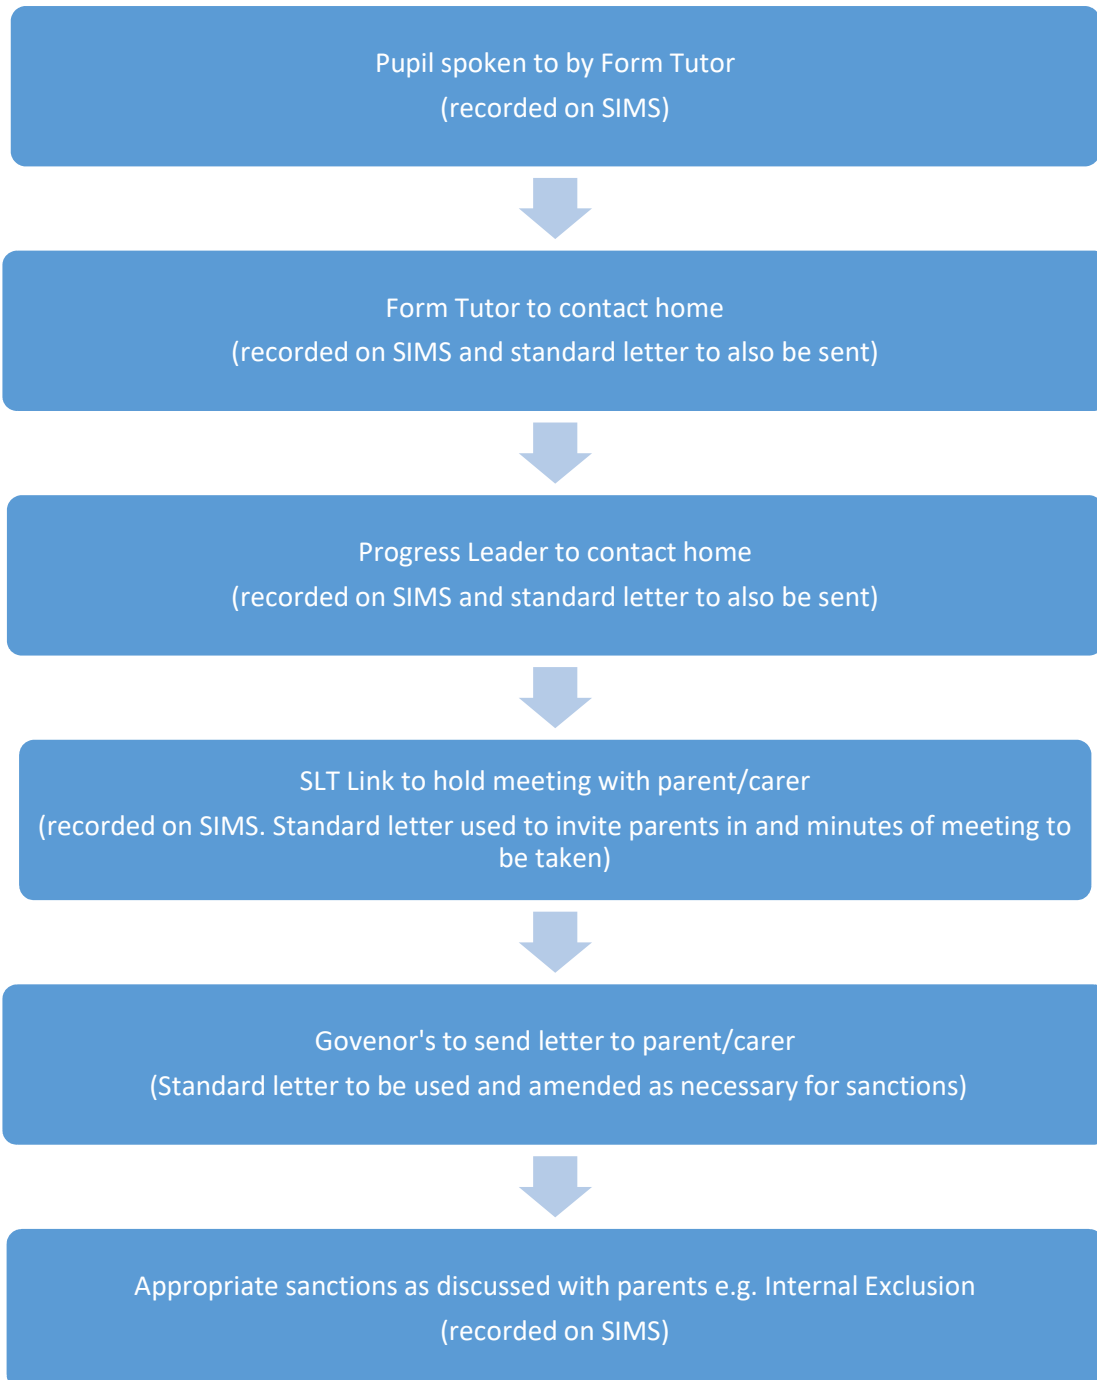 Pupil spoken to by Form Tutor
(recorded on SIMS)
Form Tutor to contact home
(recorded on SIMS and standard letter to also be sent)
Progress Leader to contact home
(recorded on SIMS and standard letter to also be sent)
SLT Link to hold meeting with parent/carer
(recorded on SIMS. Standard letter used to invite parents in and minutes of meeting to
be taken)
Govenor's to send letter to parent/carer
(Standard letter to be used and amended as necessary for sanctions)
Appropriate sanctions as discussed with parents e.g. Internal Exclusion
(recorded on SIMS)